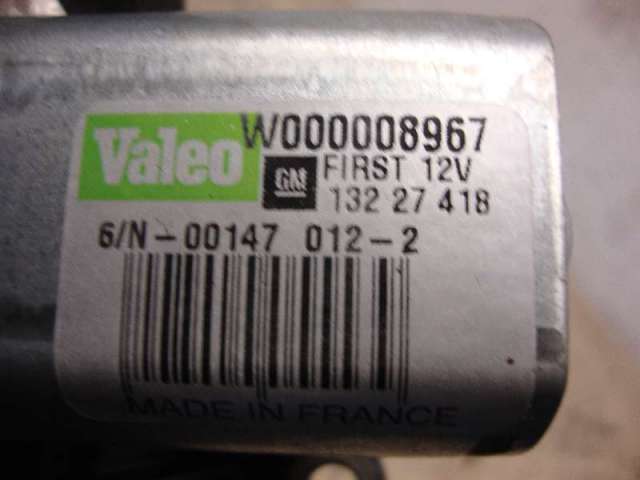 Valeo W000008967
GM FIRST 12V
132 27 418
6/N-00147 012-2
MADE IN FRANCE